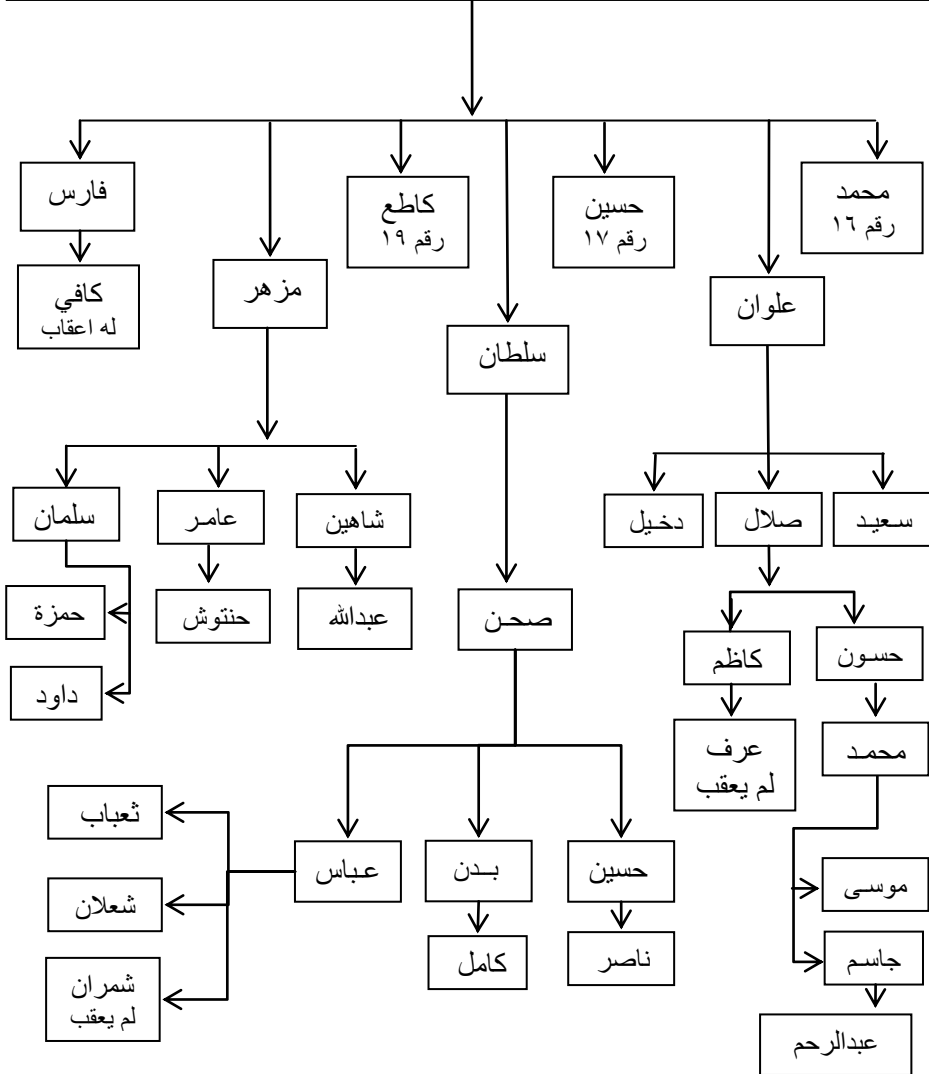 محمد
رقم ١٦
حسين
رقم ١٧
كاطع
رقم ١٩
فارس
علوان
مزهر
كافي
له اعقاب
سلطان
سعيد
صلال
دخيل
شاهين
عامر
سلمان
حسون
كاظم
صحن
عبدالله
حنتوش
حمزة
داود
محمد
عرف
لم يعقب
حسين
بدن
عباس
ثعباب
شعلان
شمران
لم يعقب
موسى
جاسم
ناصر
كامل
عبدالرحم